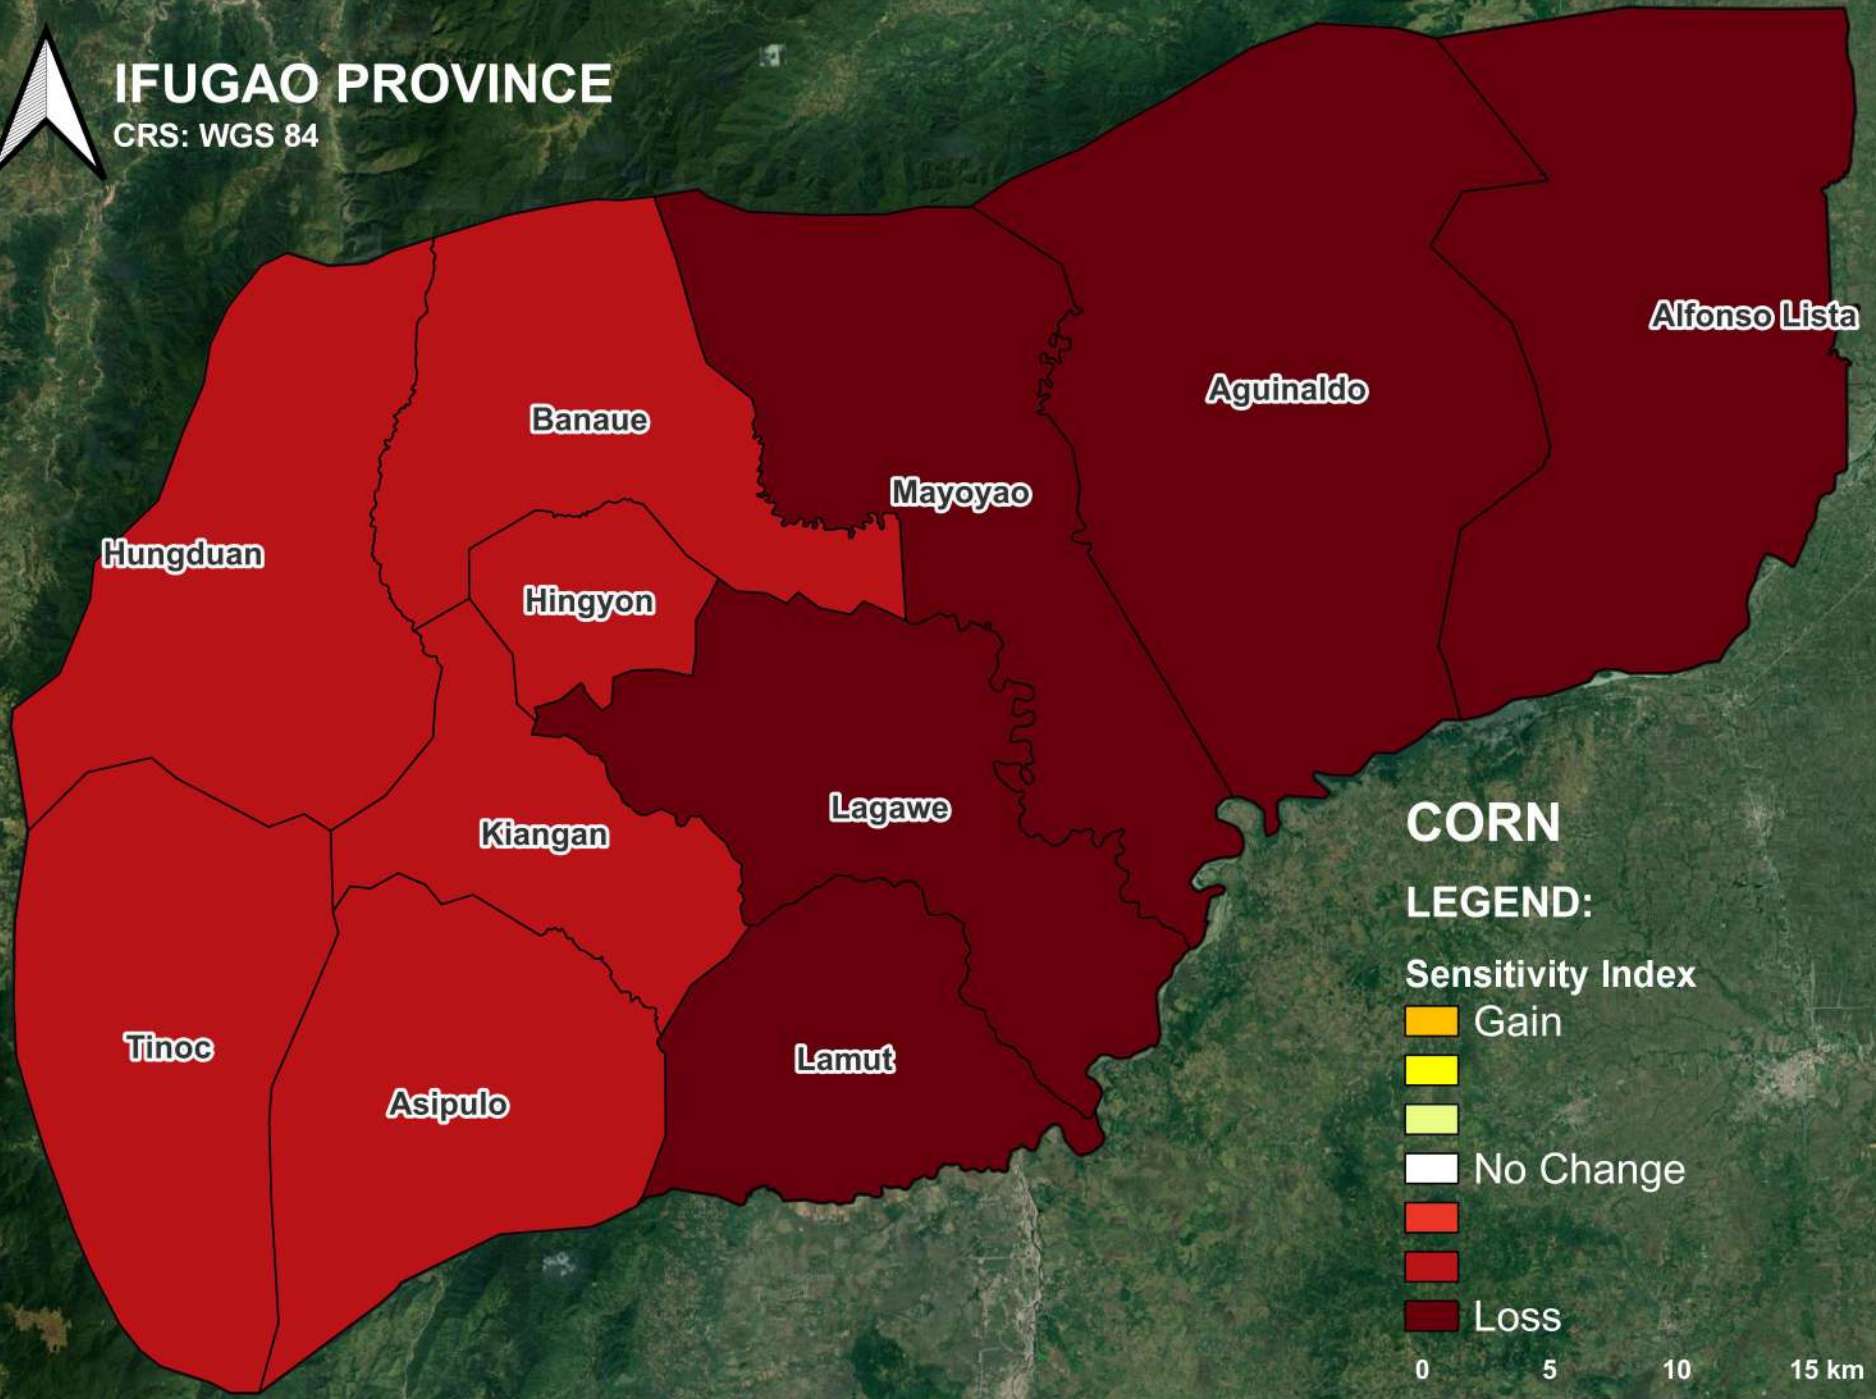 IFUGAO PROVINCE
CRS: WGS 84
Alfonso Lista
Aguinaldo
Banaue
Mayoyao
Hungduan
Hingyon
Lagawe
Kiangan
Tinoc
Lamut
Asipulo
CORN
LEGEND:
Sensitivity Index
Gain
No Change
Loss
0 5 10 15 km